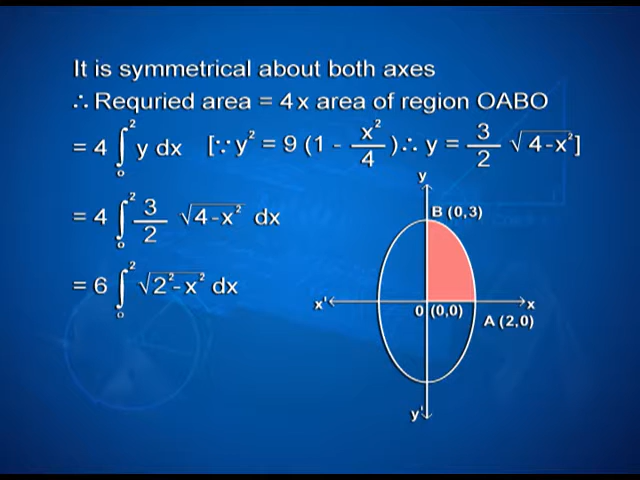 It is symmetrical about both axes
∴ Requried area = 4x area of region OABO
= 4 ∫₀² y dx [∵y² = 9 (1 - x²/4 )∴ y = 3/2 √4-x²]
= 4 ∫₀² 3/2 √4-x² dx
= 6 ∫₀² √2²-x² dx
y
B (0,3)
x' x
0 (0,0)
A (2,0)
y'